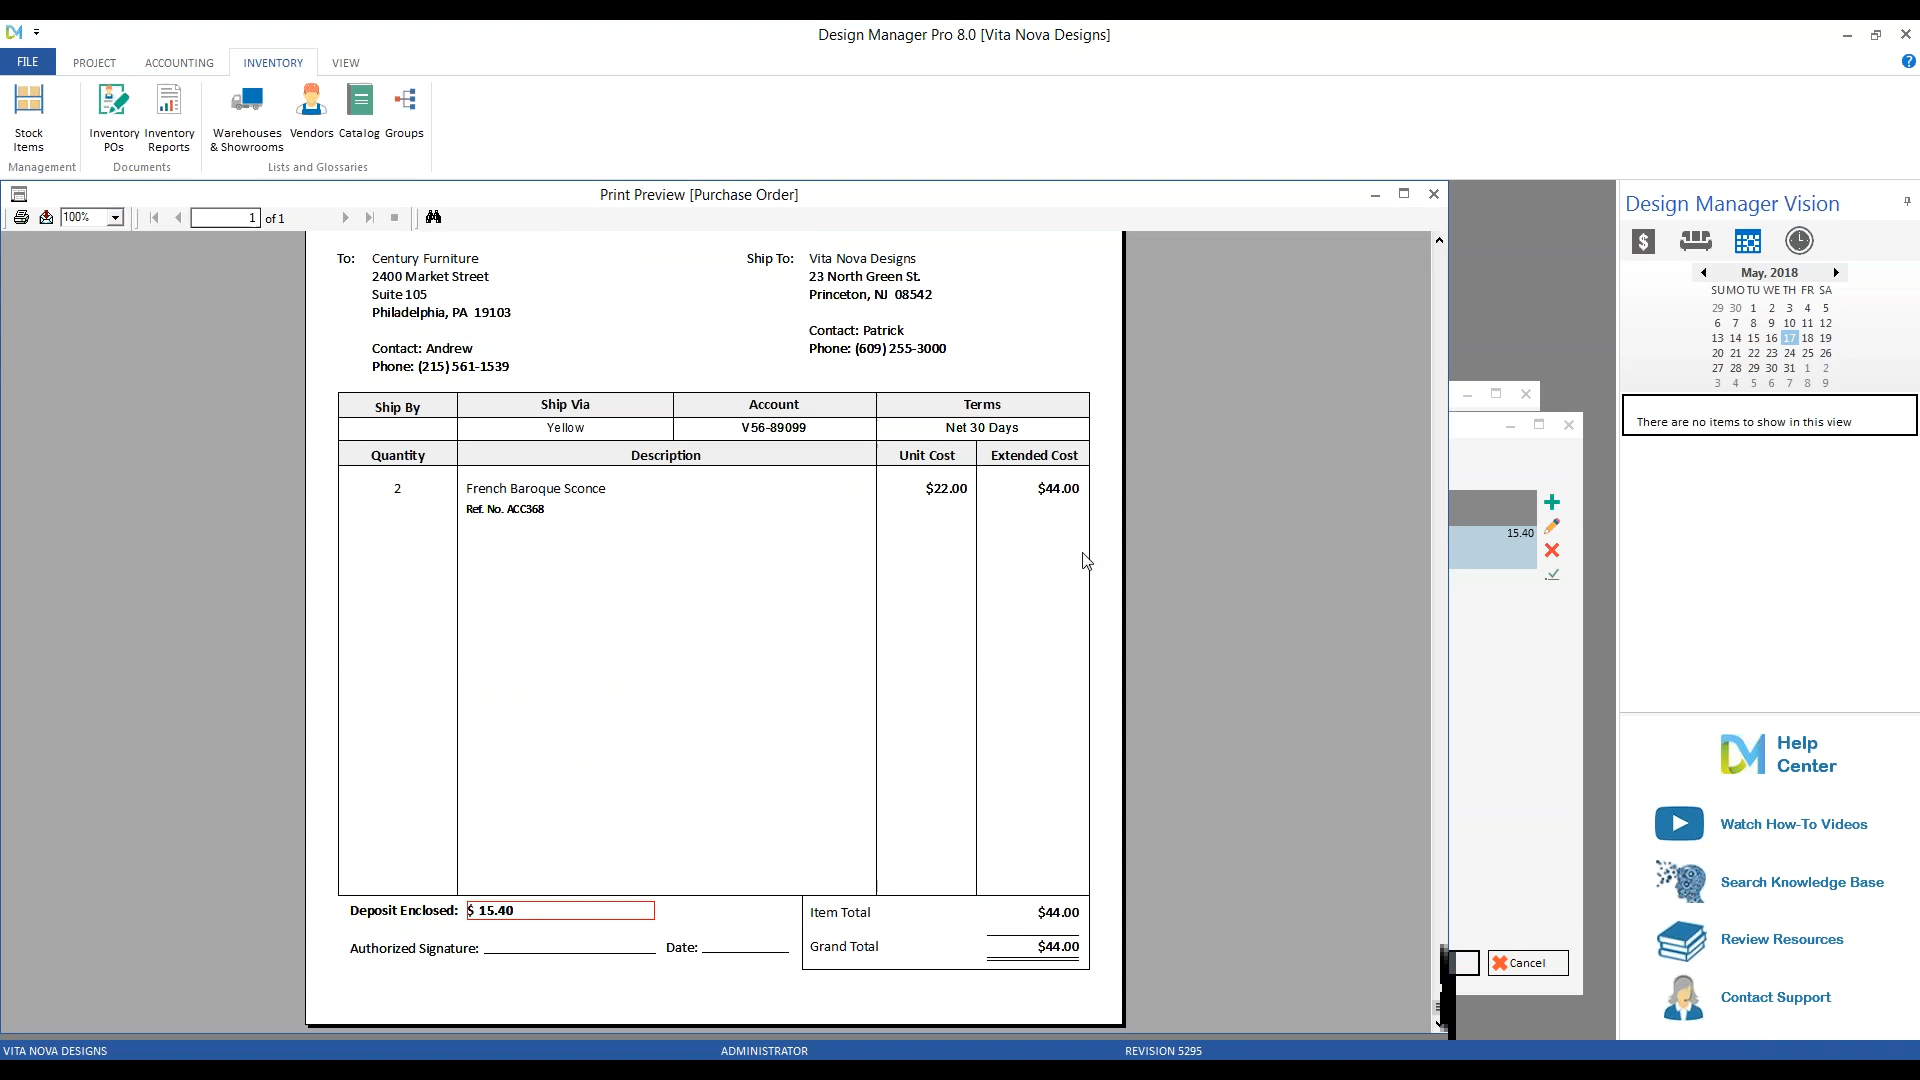 Design Manager Pro 8.0 [Vita Nova Designs]
FILE PROJECT ACCOUNTING INVENTORY VIEW
Stock Items
Inventory POs
Inventory Reports
Warehouses & Showrooms
Vendors
Catalog
Groups
Management Documents Lists and Glossaries
Print Preview [Purchase Order]
100% 1 of 1
To: Century Furniture
2400 Market Street
Suite 105
Philadelphia, PA 19103
Contact: Andrew
Phone: (215) 561-1539
Ship To: Vita Nova Designs
23 North Green St.
Princeton, NJ 08542
Contact: Patrick
Phone: (609) 255-3000
Ship By Ship Via Account Terms
Yellow V56-89099 Net 30 Days
Quantity Description Unit Cost Extended Cost
2 French Baroque Sconce $22.00 $44.00
Ref. No. ACC368
Deposit Enclosed: $ 15.40
Item Total $44.00
Authorized Signature: Date:
Grand Total $44.00
15.40
Cancel
Design Manager Vision
$
May, 2018
SU MO TU WE TH FR SA
29 30 1 2 3 4 5
6 7 8 9 10 11 12
13 14 15 16 17 18 19
20 21 22 23 24 25 26
27 28 29 30 31 1 2
3 4 5 6 7 8 9
There are no items to show in this view
DM Help Center
Watch How-To Videos
Search Knowledge Base
Review Resources
Contact Support
VITA NOVA DESIGNS ADMINISTRATOR REVISION 5295